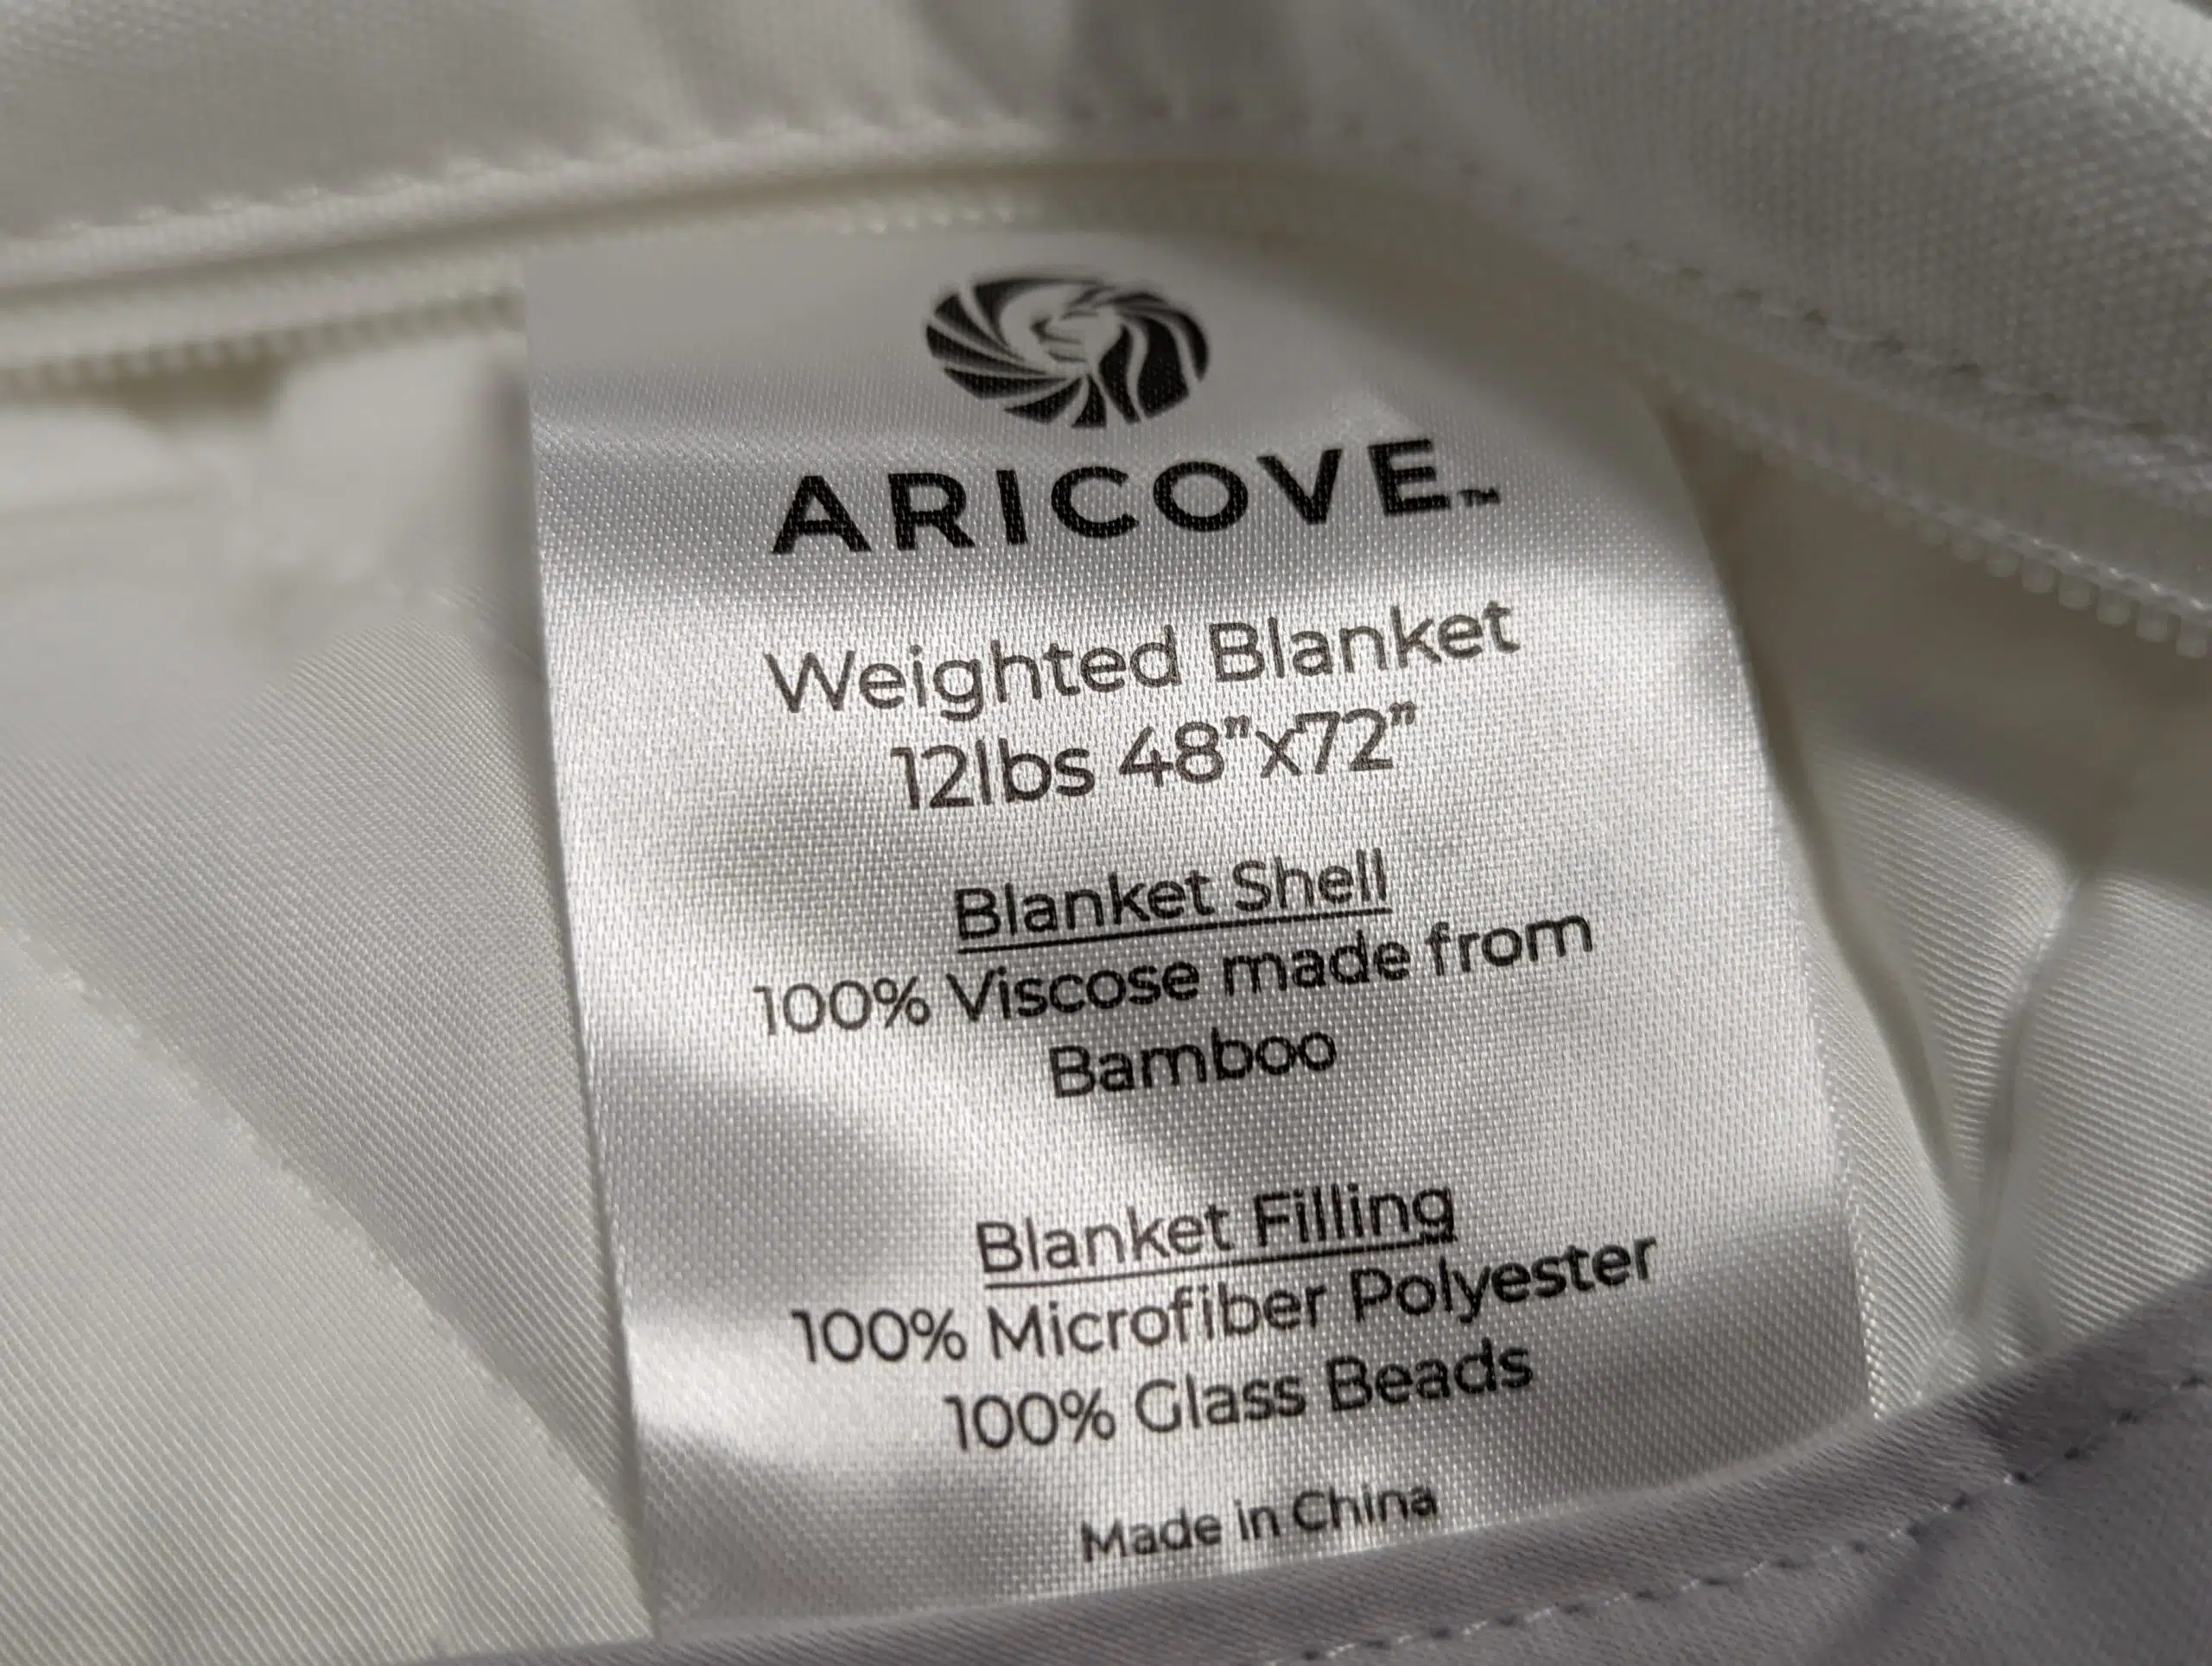 ARICOVE™
Weighted Blanket
12lbs 48”x72”
Blanket Shell
100% Viscose made from
Bamboo
Blanket Filling
100% Microfiber Polyester
100% Glass Beads
Made in China